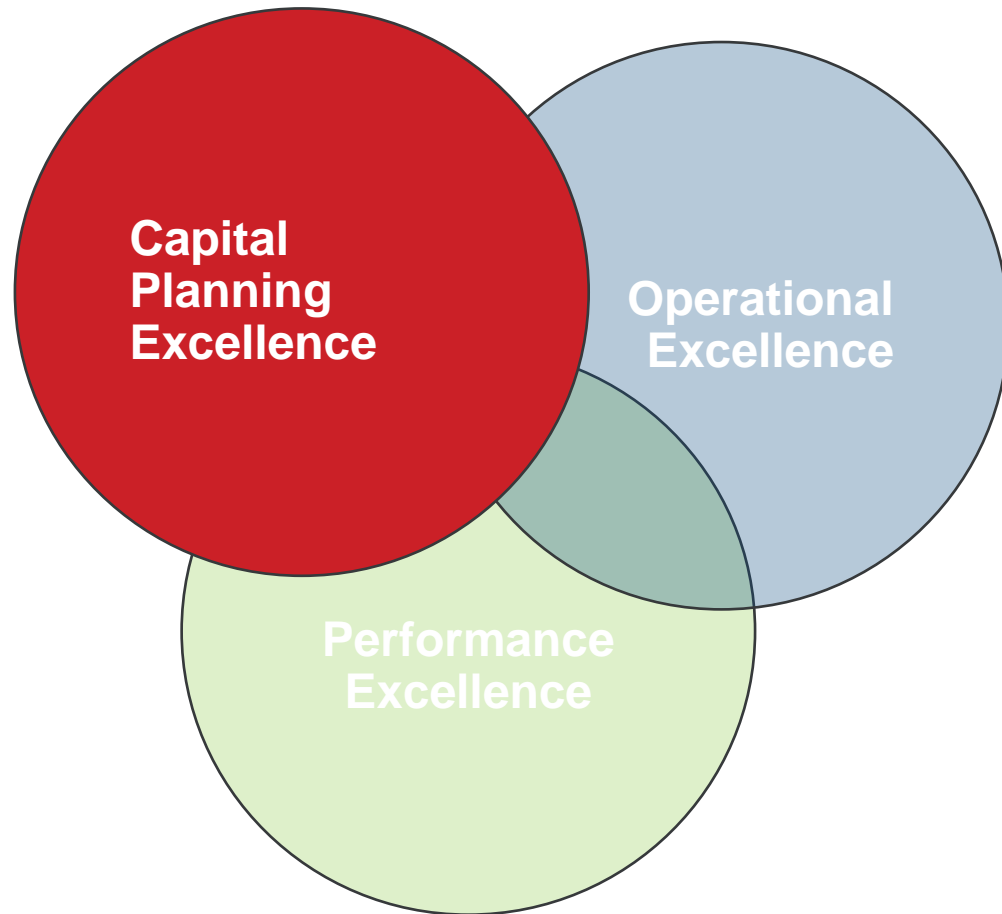 Capital
Planning
Excellence
Operational
Excellence
Performance
Excellence